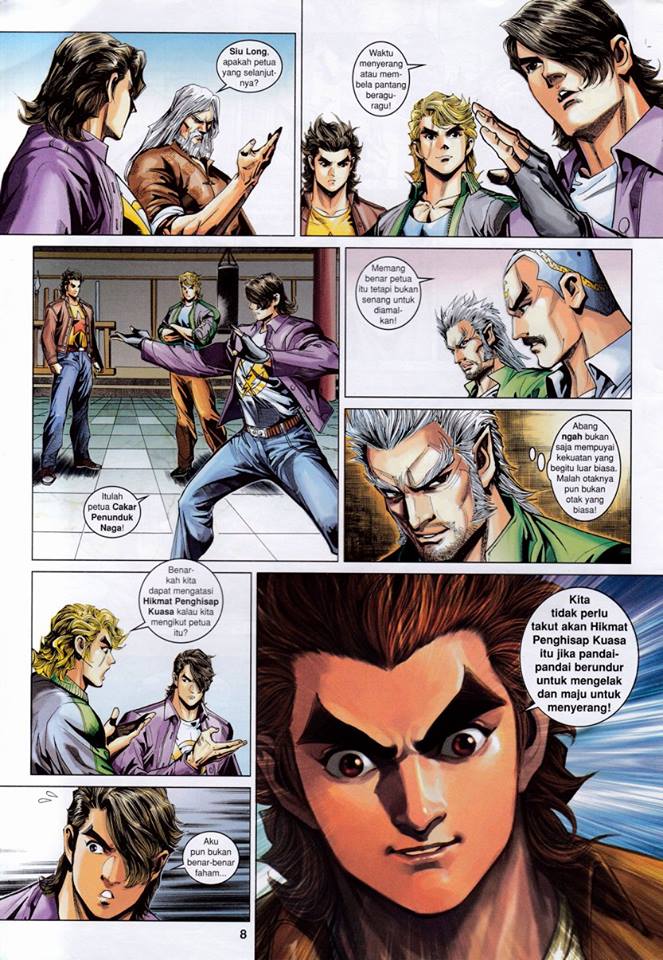 Siu Long,
apakah petua
yang selanjut-
nya?
Waktu
menyerang
atau mem-
bela pantang
beragu-
ragu!
Memang
benar petua
itu tetapi bukan
senang untuk
diamal-
kan!
Itulah
petua Cakar
Penunduk
Naga!
Abang
ngah bukan
saja mempuyai
kekuatan yang
begitu luar biasa.
Malah otaknya
pun bukan
otak yang
biasa!
Benar-
kah kita
dapat mengatasi
Hikmat Penghisap
Kuasa kalau kita
mengikut petua
itu?
Kita
tidak perlu
takut akan Hikmat
Penghisap Kuasa
itu jika pandai-
pandai berundur
untuk mengelak
dan maju untuk
menyerang!
Aku
pun bukan
benar-benar
faham...
8